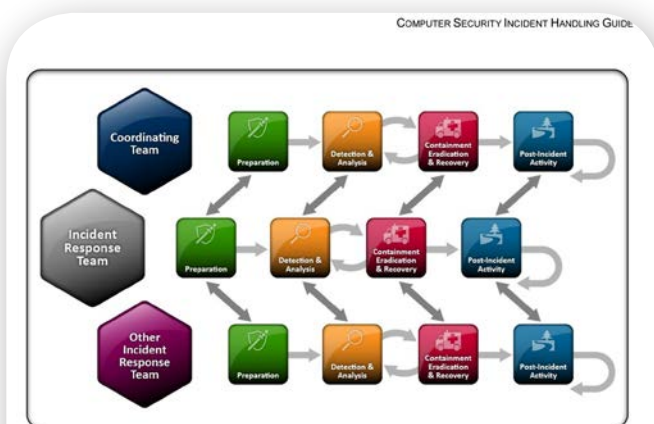 COMPUTER SECURITY INCIDENT HANDLING GUIDE
Coordinating
Team
Preparation
Detection &
Analysis
Containment
Eradication
& Recovery
Post-Incident
Activity
Incident
Response
Team
Preparation
Detection &
Analysis
Containment
Eradication
& Recovery
Post-Incident
Activity
Other
Incident
Response
Team
Preparation
Detection &
Analysis
Containment
Eradication
& Recovery
Post-Incident
Activity